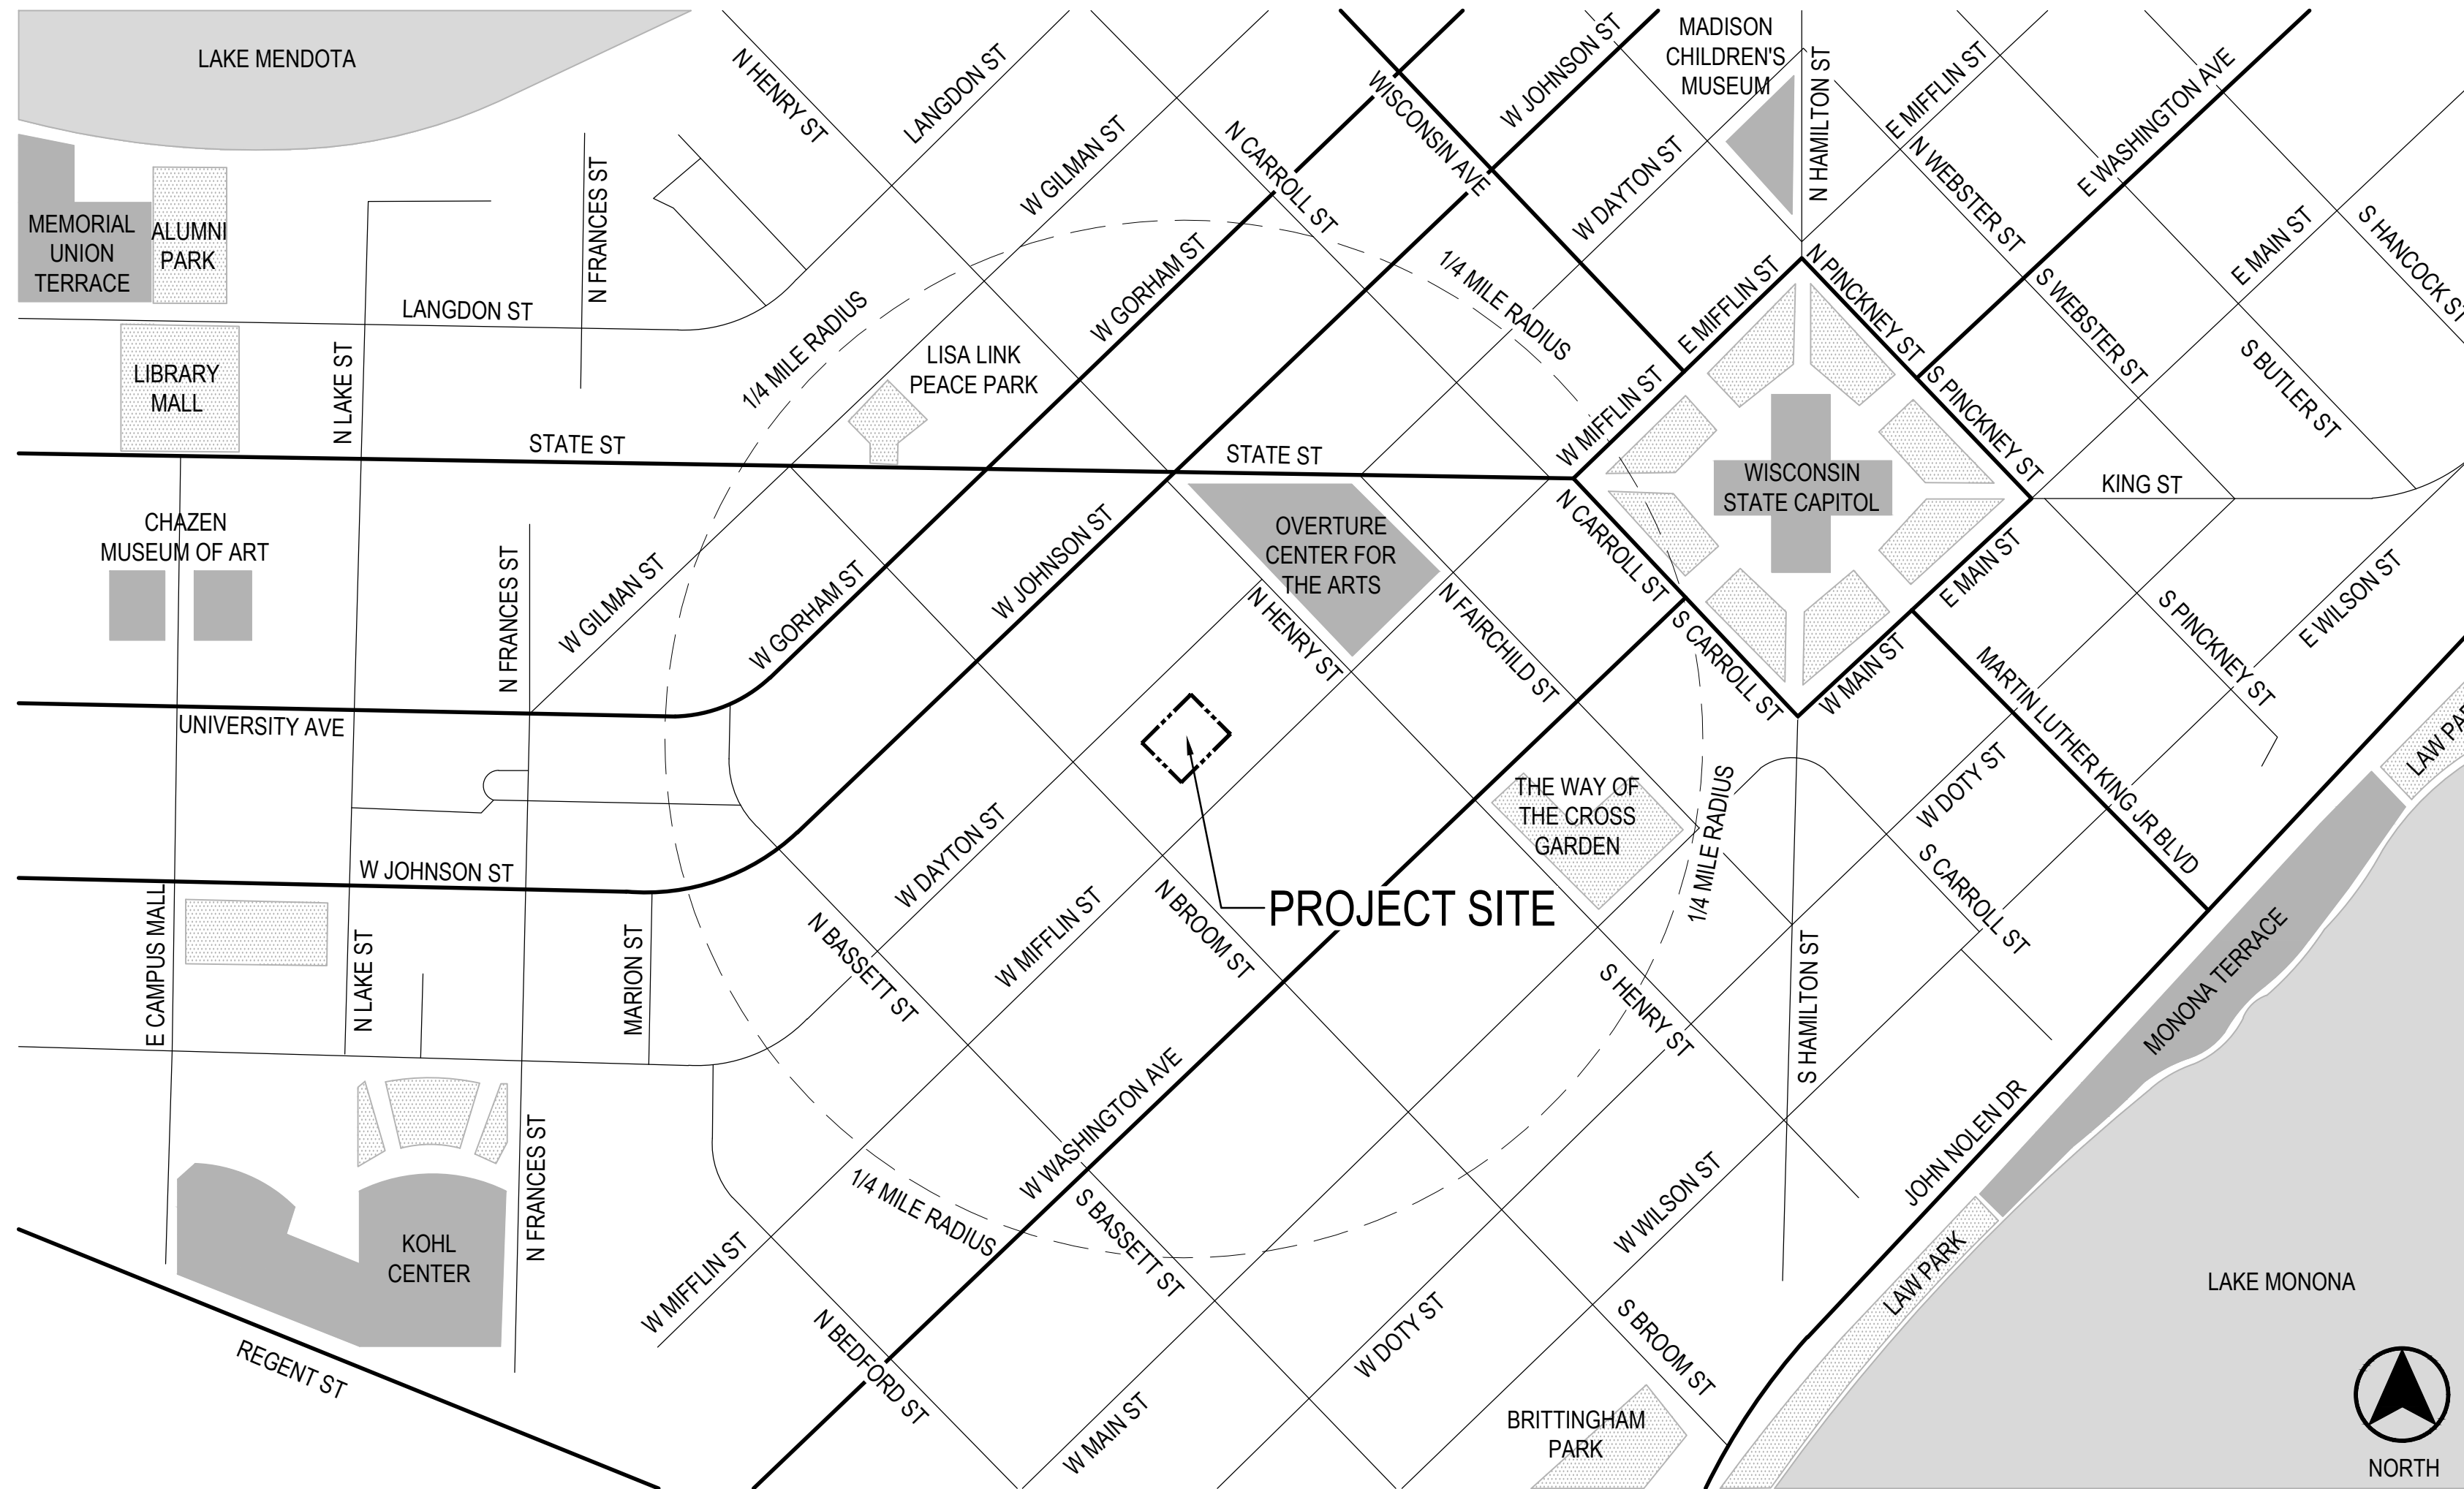 LAKE MENDOTA
N HENRY ST
LANGDON ST
W GILMAN ST
N CARROLL ST
WISCONSIN AVE
W JOHNSON ST
MADISON
CHILDREN'S
MUSEUM
N HAMILTON ST
E MIFFLIN ST
N WEBSTER ST
E WASHINGTON AVE
W DAYTON ST
E MAIN ST
S HANCOCK ST
MEMORIAL
UNION
TERRACE
ALUMNI
PARK
N FRANCES ST
LANGDON ST
1/4 MILE RADIUS
W GORHAM ST
1/4 MILE RADIUS
E MIFFLIN ST
N PINCKNEY ST
S WEBSTER ST
S BUTLER ST
LIBRARY
MALL
N LAKE ST
LISA LINK
PEACE PARK
W MIFFLIN ST
S PINCKNEY ST
STATE ST
STATE ST
WISCONSIN
STATE CAPITOL
KING ST
CHAZEN
MUSEUM OF ART
N FRANCES ST
W GILMAN ST
W GORHAM ST
W JOHNSON ST
OVERTURE
CENTER FOR
THE ARTS
N HENRY ST
N FAIRCHILD ST
N CARROLL ST
S CARROLL ST
W MAIN ST
E MAIN ST
S PINCKNEY ST
E WILSON ST
MARTIN LUTHER KING JR BLVD
UNIVERSITY AVE
LAW PA
W DOTY ST
THE WAY OF
THE CROSS
GARDEN
1/4 MILE RADIUS
W JOHNSON ST
W DAYTON ST
PROJECT SITE
S CARROLL ST
E CAMPUS MALL
N LAKE ST
MARION ST
N BASSETT ST
W MIFFLIN ST
N BROOM ST
S HENRY ST
S HAMILTON ST
MONONA TERRACE
W WASHINGTON AVE
JOHN NOLEN DR
N FRANCES ST
1/4 MILE RADIUS
S BASSETT ST
W WILSON ST
KOHL
CENTER
W MIFFLIN ST
LAW PARK
LAKE MONONA
REGENT ST
N BEDFORD ST
W DOTY ST
S BROOM ST
W MAIN ST
BRITTINGHAM
PARK
NORTH